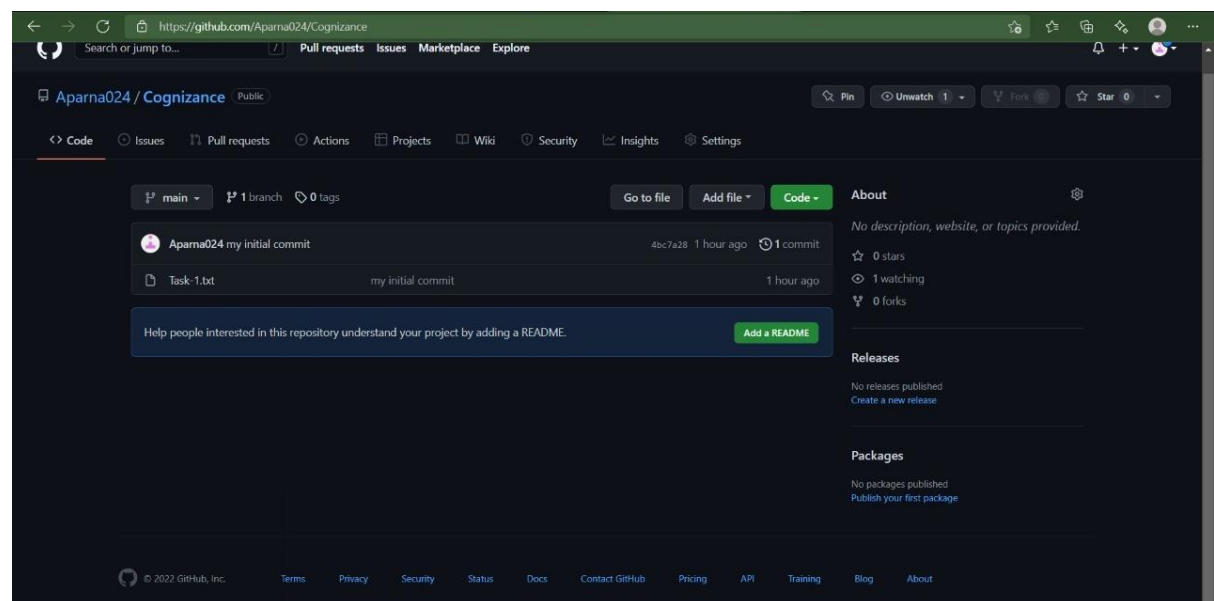 https://github.com/Aparna024/Cognizance
Search or jump to... / Pull requests Issues Marketplace Explore
Aparna024 / Cognizance Public Pin Unwatch 1 Fork 0 Star 0
<> Code Issues Pull requests Actions Projects Wiki Security Insights Settings
main 1 branch 0 tags Go to file Add file Code
About
No description, website, or topics provided.
Aparna024 my initial commit 4bc7a28 1 hour ago 1 commit
0 stars
Task-1.txt my initial commit 1 hour ago
1 watching
0 forks
Help people interested in this repository understand your project by adding a README. Add a README
Releases
No releases published
Create a new release
Packages
No packages published
Publish your first package
© 2022 GitHub, Inc. Terms Privacy Security Status Docs Contact GitHub Pricing API Training Blog About